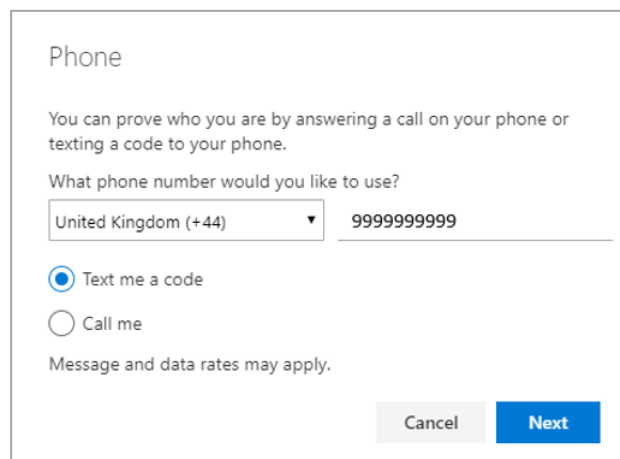 Phone
You can prove who you are by answering a call on your phone or
texting a code to your phone.
What phone number would you like to use?
United Kingdom (+44) 9999999999
Text me a code
Call me
Message and data rates may apply.
Cancel Next